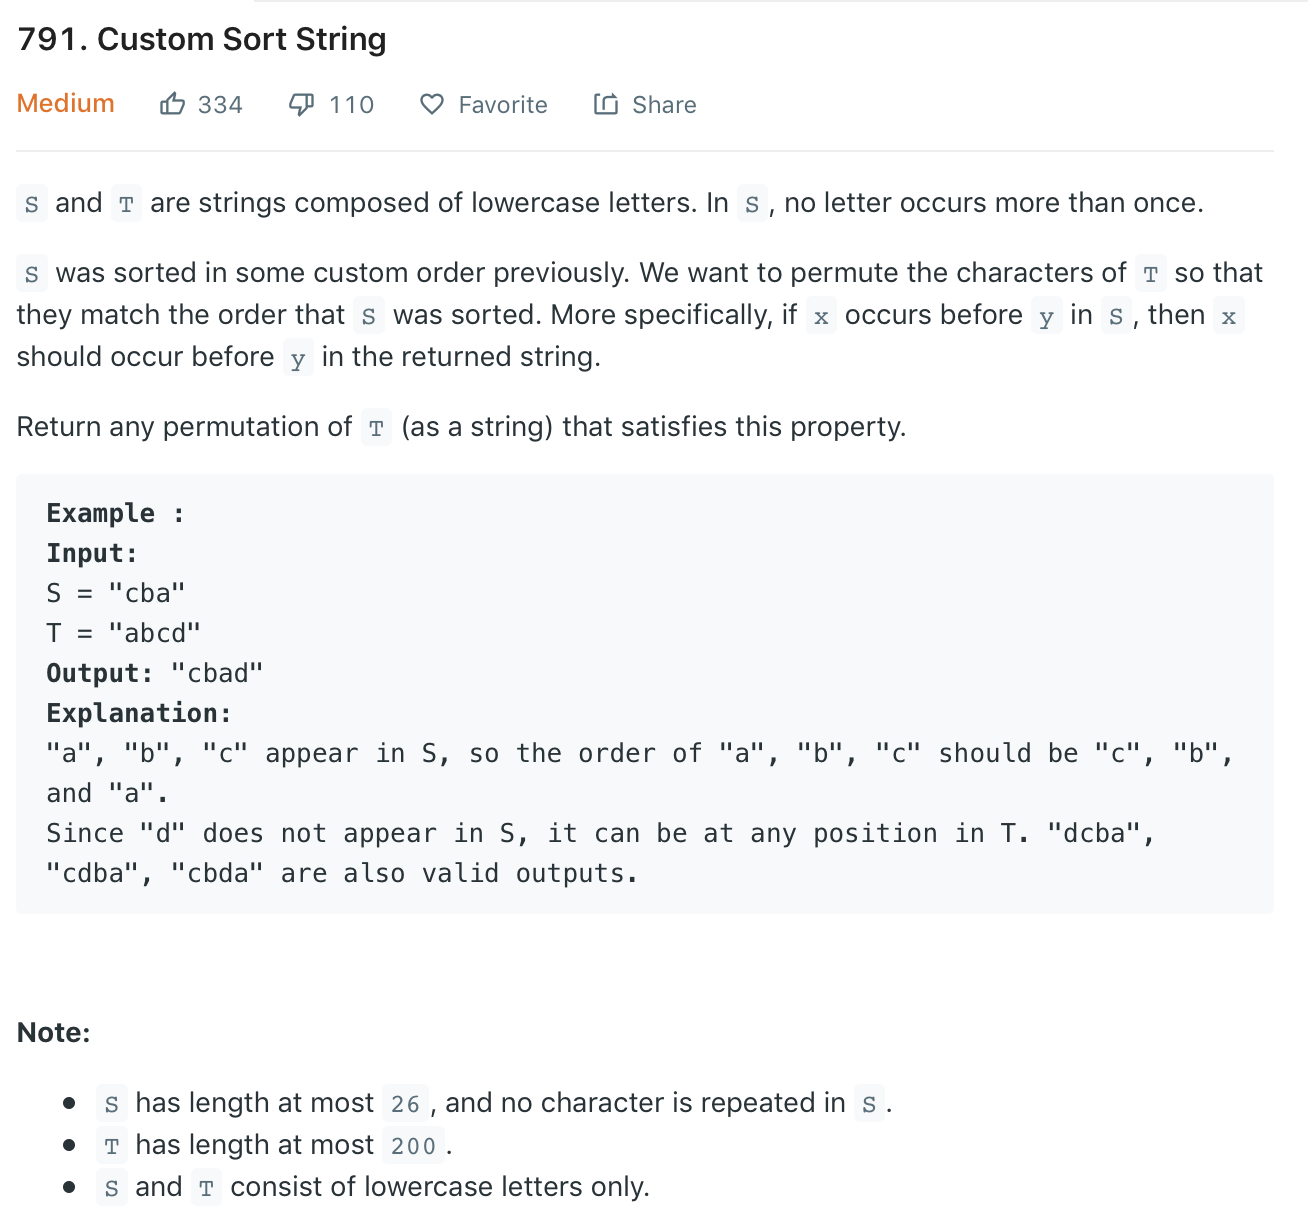 791. Custom Sort String
Medium 334 110 Favorite Share
S and T are strings composed of lowercase letters. In S, no letter occurs more than once.
S was sorted in some custom order previously. We want to permute the characters of T so that
they match the order that S was sorted. More specifically, if x occurs before y in S, then x
should occur before y in the returned string.
Return any permutation of T (as a string) that satisfies this property.
Example :
Input:
S = "cba"
T = "abcd"
Output: "cbad"
Explanation:
"a", "b", "c" appear in S, so the order of "a", "b", "c" should be "c", "b",
and "a".
Since "d" does not appear in S, it can be at any position in T. "dcba",
"cdba", "cbda" are also valid outputs.
Note:
• S has length at most 26, and no character is repeated in S.
• T has length at most 200.
• S and T consist of lowercase letters only.